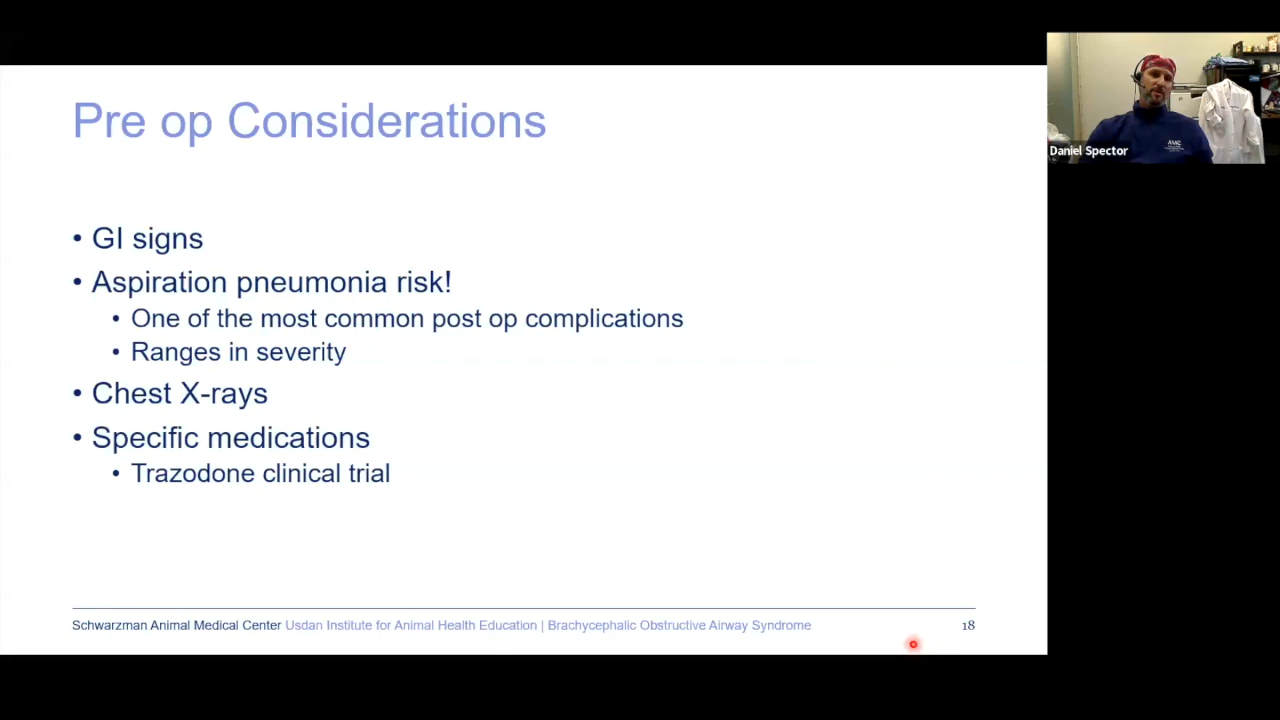 Pre op Considerations
• GI signs
• Aspiration pneumonia risk!
• One of the most common post op complications
• Ranges in severity
• Chest X-rays
• Specific medications
• Trazodone clinical trial
Schwarzman Animal Medical Center Usdan Institute for Animal Health Education | Brachycephalic Obstructive Airway Syndrome
18
Daniel Spector
AMC